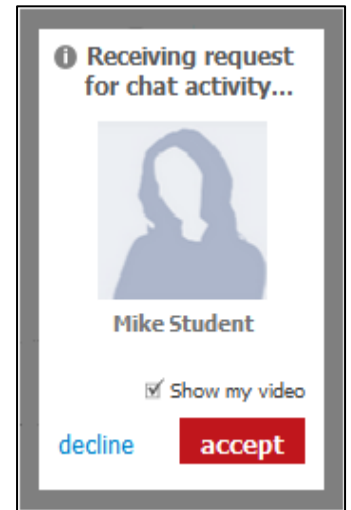 Receiving request
for chat activity...
Mike Student
Show my video
decline accept